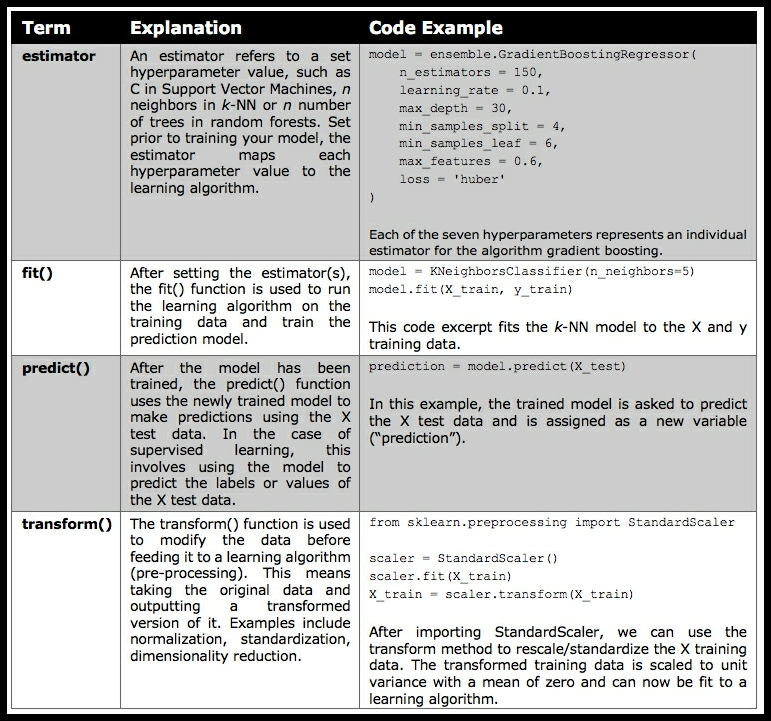 Term
Explanation
Code Example
estimator
An estimator refers to a set
hyperparameter value, such as
C in Support Vector Machines, n
neighbors in k-NN or n number
of trees in random forests. Set
prior to training your model, the
estimator maps each
hyperparameter value to the
learning algorithm.
model = ensemble.GradientBoostingRegressor(
n_estimators = 150,
learning_rate = 0.1,
max_depth = 30,
min_samples_split = 4,
min_samples_leaf = 6,
max_features = 0.6,
loss = 'huber'
)
Each of the seven hyperparameters represents an individual
estimator for the algorithm gradient boosting.
fit()
After setting the estimator(s),
the fit() function is used to run
the learning algorithm on the
training data and train the
prediction model.
model = KNeighborsClassifier(n_neighbors=5)
model.fit(X_train, y_train)
This code excerpt fits the k-NN model to the X and y
training data.
predict()
After the model has been
trained, the predict() function
uses the newly trained model to
make predictions using the X
test data. In the case of
supervised learning, this
involves using the model to
predict the labels or values of
the X test data.
prediction = model.predict(X_test)
In this example, the trained model is asked to predict
the X test data and is assigned as a new variable
(“prediction”).
transform()
The transform() function is used
to modify the data before
feeding it to a learning algorithm
(pre-processing). This means
taking the original data and
outputting a transformed
version of it. Examples include
normalization, standardization,
dimensionality reduction.
from sklearn.preprocessing import StandardScaler
scaler = StandardScaler()
scaler.fit(X_train)
X_train = scaler.transform(X_train)
After importing StandardScaler, we can use the
transform method to rescale/standardize the X training
data. The transformed training data is scaled to unit
variance with a mean of zero and can now be fit to a
learning algorithm.